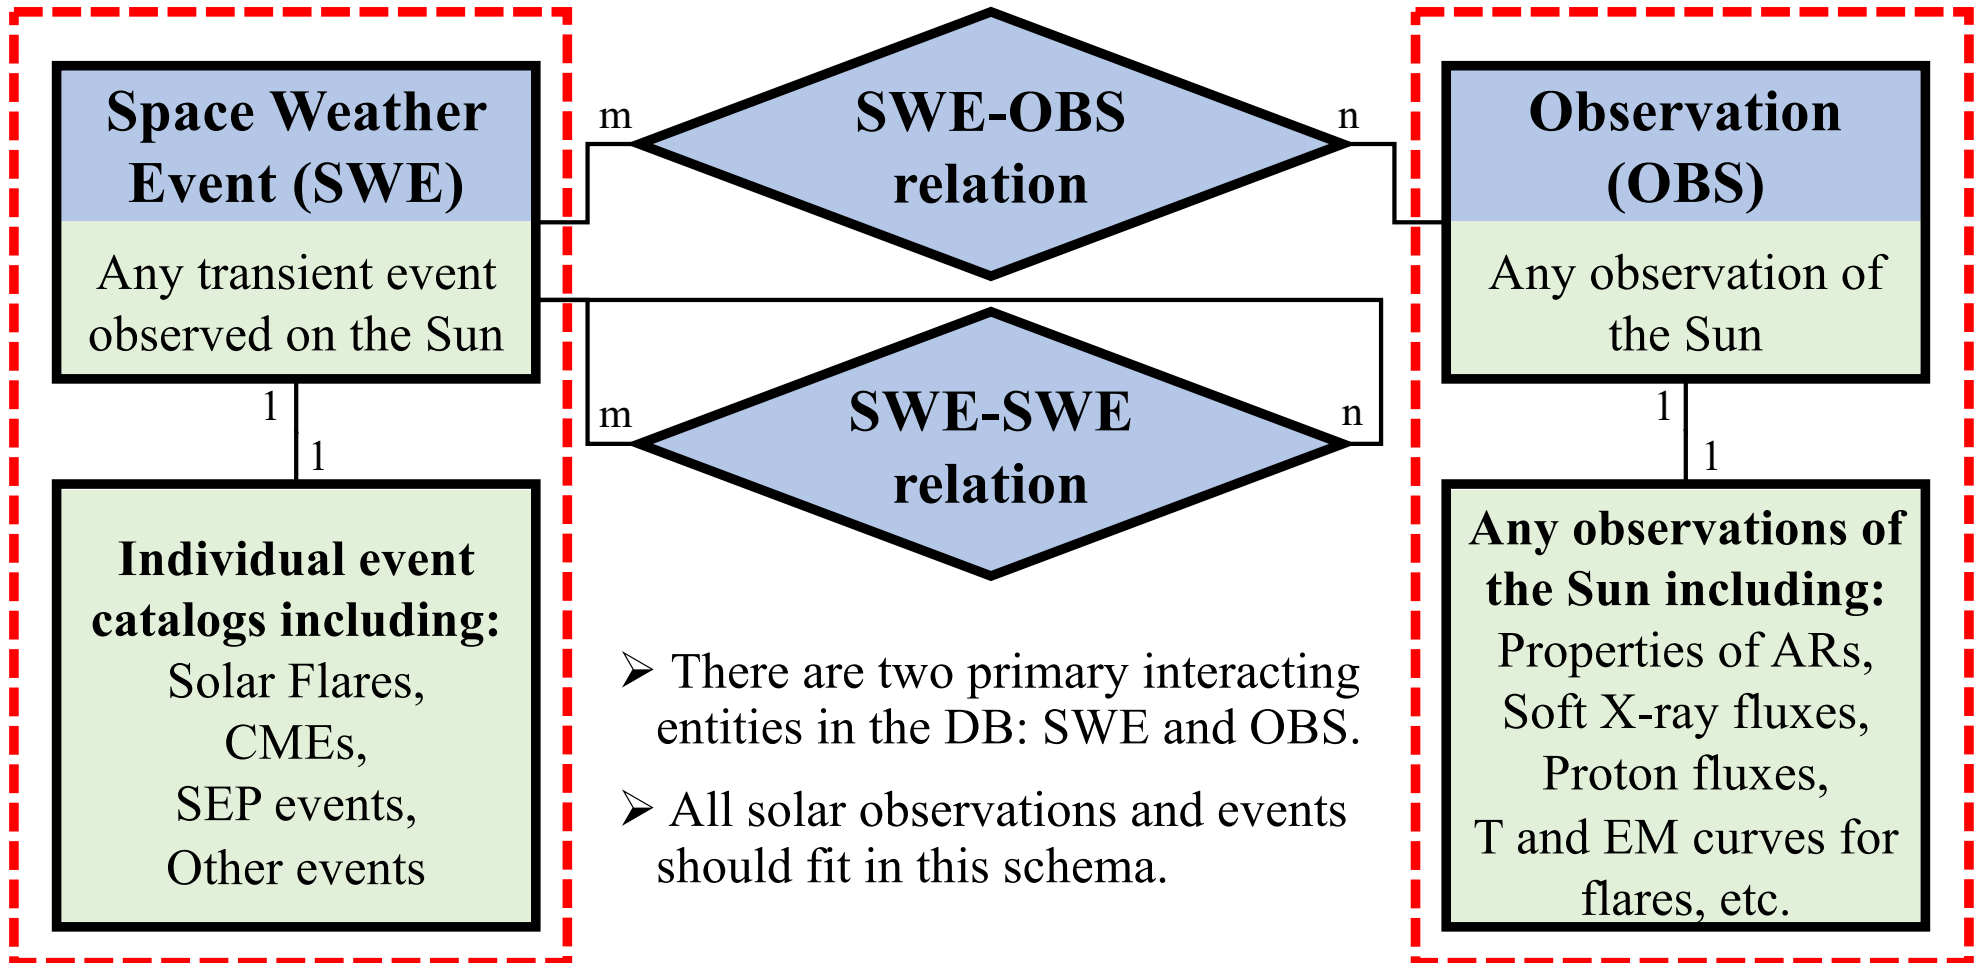 Space Weather
Event (SWE)
Any transient event
observed on the Sun
1
1
Individual event
catalogs including:
Solar Flares,
CMEs,
SEP events,
Other events
m
SWE-OBS
relation
n
m
SWE-SWE
relation
n
➢ There are two primary interacting
entities in the DB: SWE and OBS.
➢ All solar observations and events
should fit in this schema.
Observation
(OBS)
Any observation of
the Sun
1
1
Any observations of
the Sun including:
Properties of ARs,
Soft X-ray fluxes,
Proton fluxes,
T and EM curves for
flares, etc.